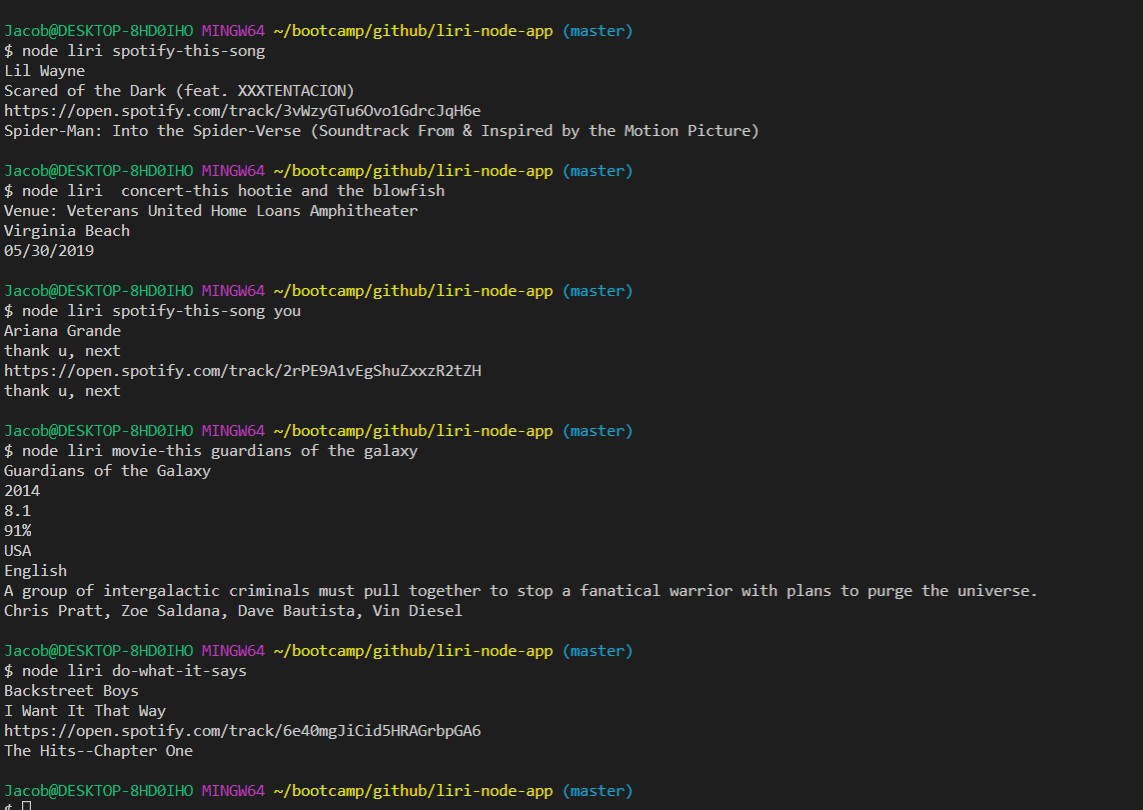 Jacob@DESKTOP-8HD0IHO MINGW64 ~/bootcamp/github/liri-node-app (master)
$ node liri spotify-this-song
Lil Wayne
Scared of the Dark (feat. XXXTENTACION)
https://open.spotify.com/track/3vWzyGTu6Ovo1GdrcJqH6e
Spider-Man: Into the Spider-Verse (Soundtrack From & Inspired by the Motion Picture)
Jacob@DESKTOP-8HD0IHO MINGW64 ~/bootcamp/github/liri-node-app (master)
$ node liri  concert-this hootie and the blowfish
Venue: Veterans United Home Loans Amphitheater
Virginia Beach
05/30/2019
Jacob@DESKTOP-8HD0IHO MINGW64 ~/bootcamp/github/liri-node-app (master)
$ node liri spotify-this-song you
Ariana Grande
thank u, next
https://open.spotify.com/track/2rPE9A1vEgShuZxxzR2tZH
thank u, next
Jacob@DESKTOP-8HD0IHO MINGW64 ~/bootcamp/github/liri-node-app (master)
$ node liri movie-this guardians of the galaxy
Guardians of the Galaxy
2014
8.1
91%
USA
English
A group of intergalactic criminals must pull together to stop a fanatical warrior with plans to purge the universe.
Chris Pratt, Zoe Saldana, Dave Bautista, Vin Diesel
Jacob@DESKTOP-8HD0IHO MINGW64 ~/bootcamp/github/liri-node-app (master)
$ node liri do-what-it-says
Backstreet Boys
I Want It That Way
https://open.spotify.com/track/6e40mgJiCid5HRAGrbpGA6
The Hits--Chapter One
Jacob@DESKTOP-8HD0IHO MINGW64 ~/bootcamp/github/liri-node-app (master)
$